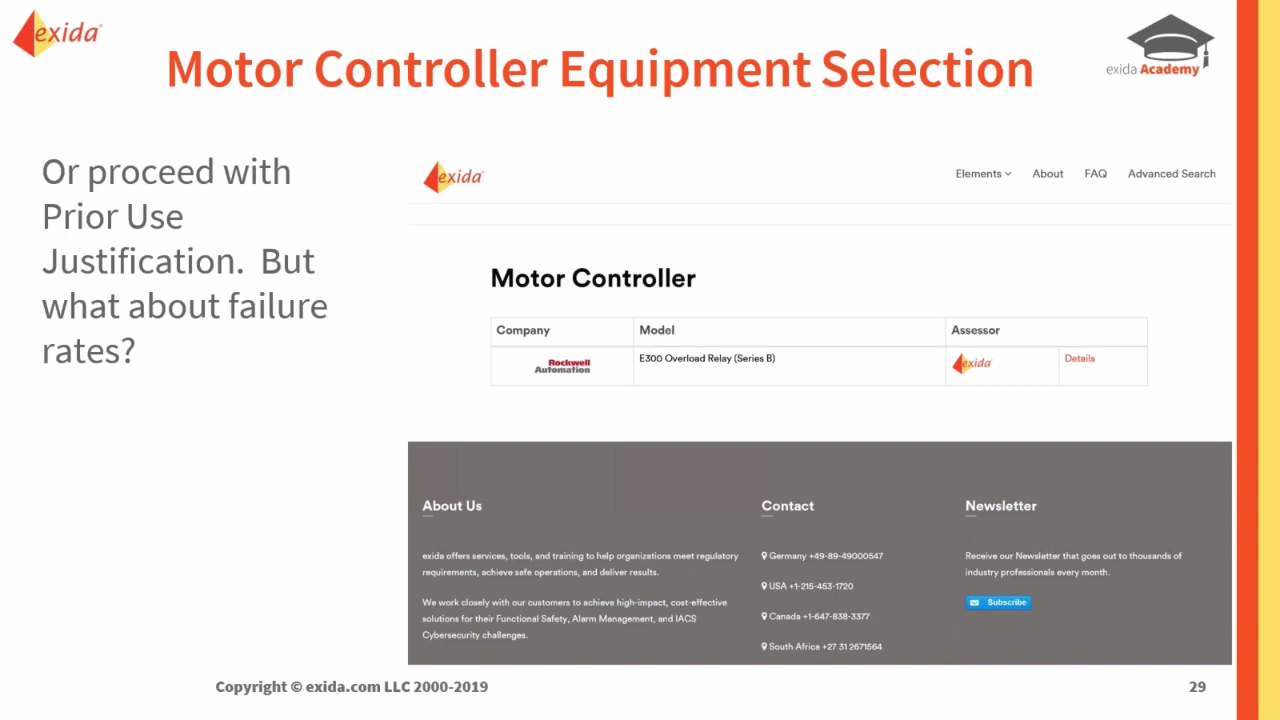 exida
Motor Controller Equipment Selection
exida Academy
Or proceed with
Prior Use
Justification. But
what about failure
rates?
exida
Elements About FAQ Advanced Search
Motor Controller
Company Model Assessor
Rockwell
Automation
E300 Overload Relay (Series B)
exida
Details
About Us
exida offers services, tools, and training to help organizations meet regulatory
requirements, achieve safe operations, and deliver results.
We work closely with our customers to achieve high-impact, cost-effective
solutions for their Functional Safety, Alarm Management, and IACS
Cybersecurity challenges.
Contact
Germany +49-89-49000547
USA +1-215-453-1720
Canada +1-647-838-3377
South Africa +27 31 2671564
Newsletter
Receive our Newsletter that goes out to thousands of
industry professionals every month.
Subscribe
Copyright © exida.com LLC 2000-2019
29